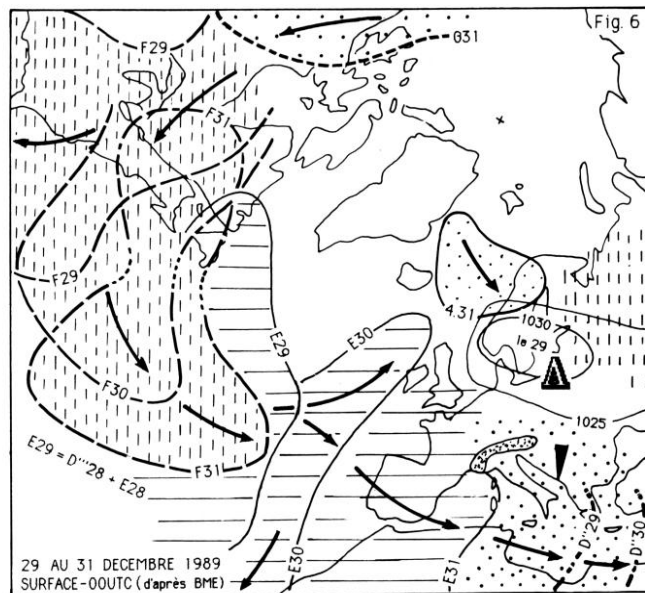 Fig. 6
F29
G31
F31
F29
E29
E30
4.31
1030
le 29
1025
F30
F31
E29 = D'''28 + E28
E30
E31
D''29
D''30
29 AU 31 DECEMBRE 1989
SURFACE-OOUTC (d'après BME)